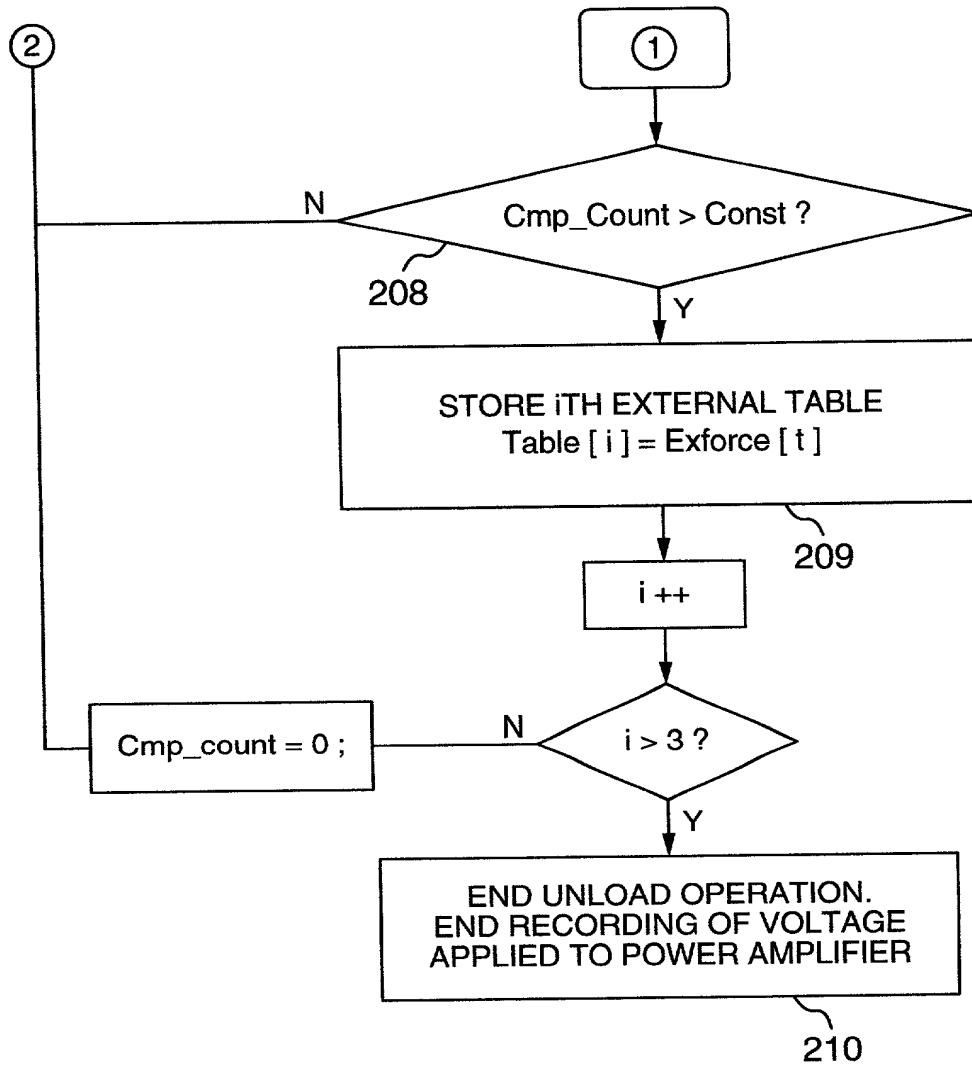 2
1
N
Cmp_Count > Const ?
208
Y
STORE iTH EXTERNAL TABLE
Table [ i ] = Exforce [ t ]
209
i ++
Cmp_count = 0 ;
N
i > 3 ?
Y
END UNLOAD OPERATION.
END RECORDING OF VOLTAGE
APPLIED TO POWER AMPLIFIER
210